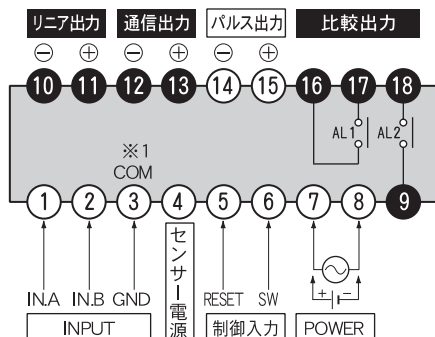 リニア出力 通信出力 パルス出力 比較出力
⊖ ⊕ ⊖ ⊕ ⊖ ⊕
10 11 12 13 14 15 16 17 18
AL1 AL2
※1
COM
1 2 3 4 5 6 7 8 9
センサー電源
+ −
IN.A IN.B GND RESET SW
INPUT 制御入力 POWER